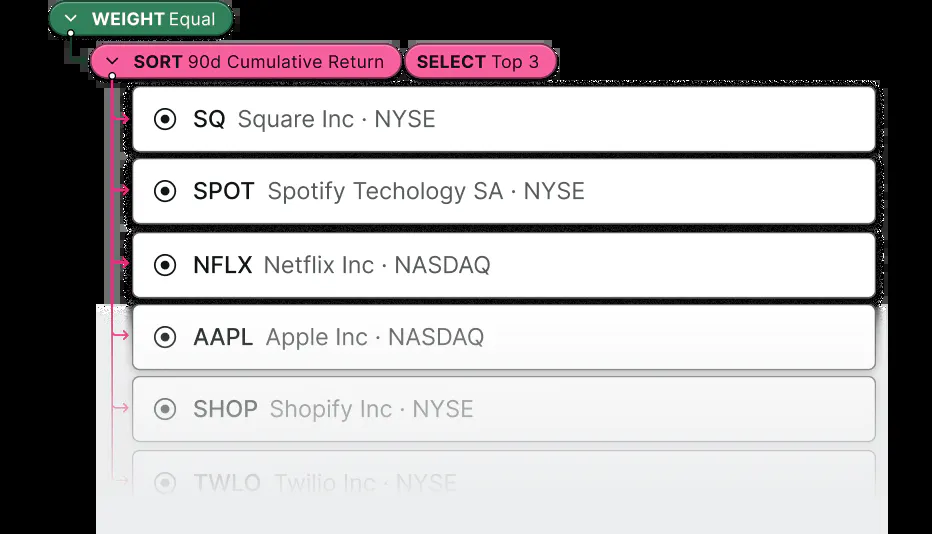 WEIGHT Equal
SORT 90d Cumulative Return SELECT Top 3
SQ Square Inc · NYSE
SPOT Spotify Techology SA · NYSE
NFLX Netflix Inc · NASDAQ
AAPL Apple Inc · NASDAQ
SHOP Shopify Inc · NYSE
TWLO Twilio Inc · NYSE